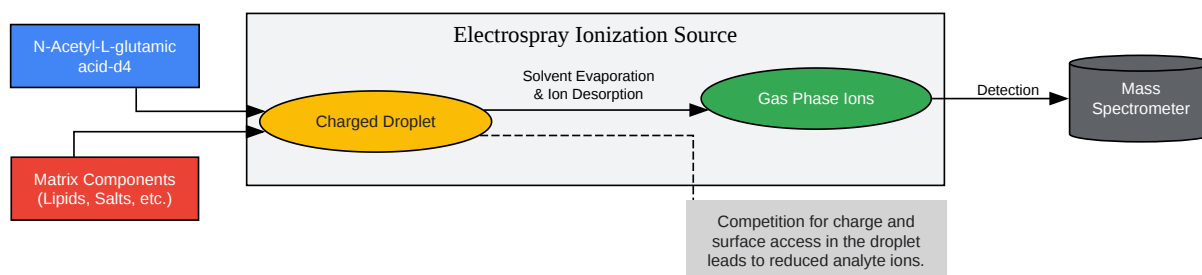 Electrospray Ionization Source
N-Acetyl-L-glutamic
acid-d4
Matrix Components
(Lipids, Salts, etc.)
Charged Droplet
Solvent Evaporation
& Ion Desorption
Gas Phase Ions
Detection
Mass
Spectrometer
Competition for charge and
surface access in the droplet
leads to reduced analyte ions.